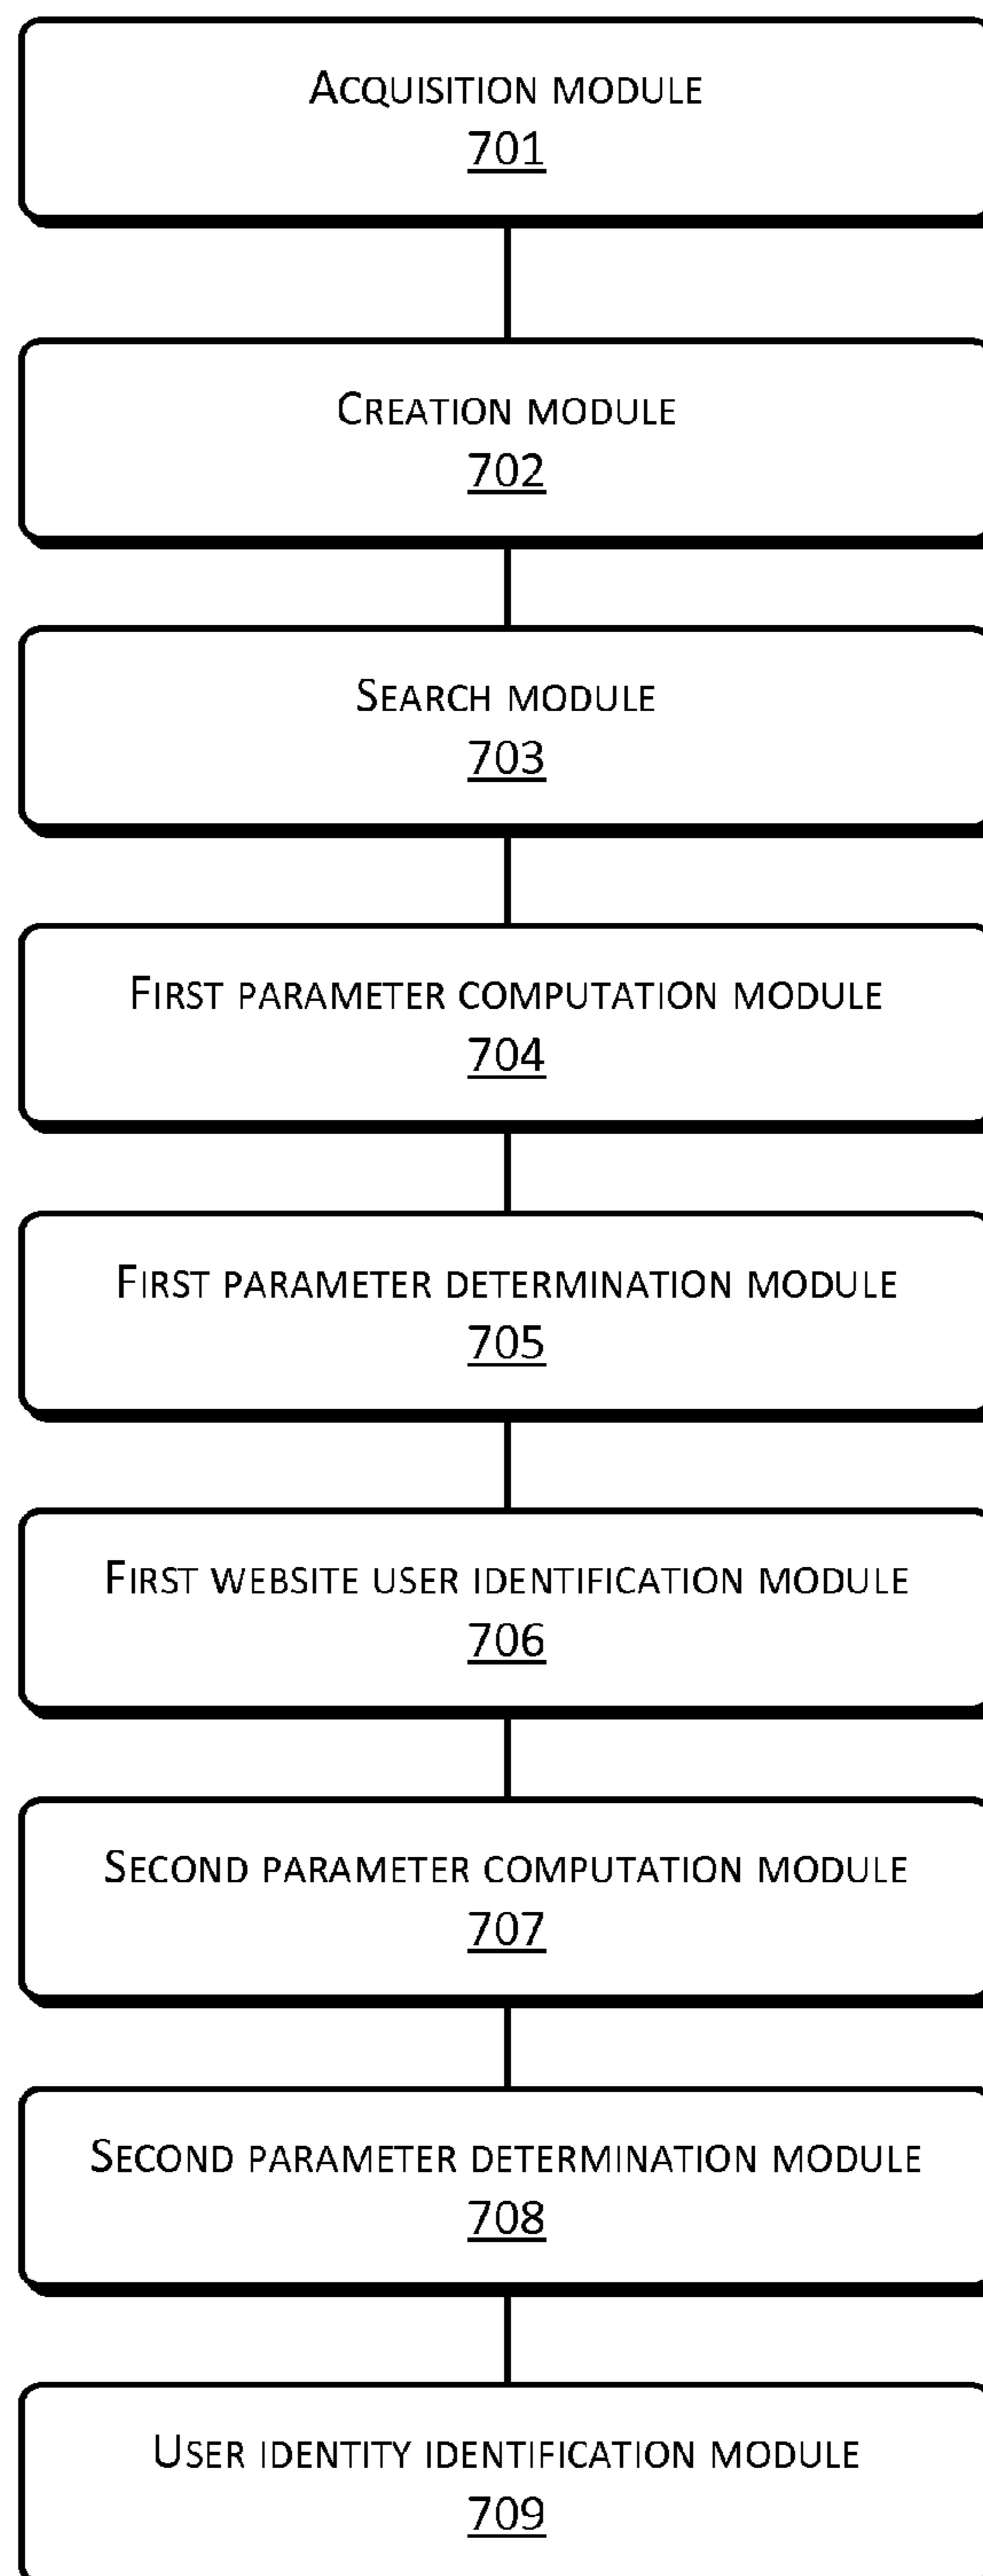 Acquisition module
701
Creation module
702
Search module
703
First parameter computation module
704
First parameter determination module
705
First website user identification module
706
Second parameter computation module
707
Second parameter determination module
708
User identity identification module
709